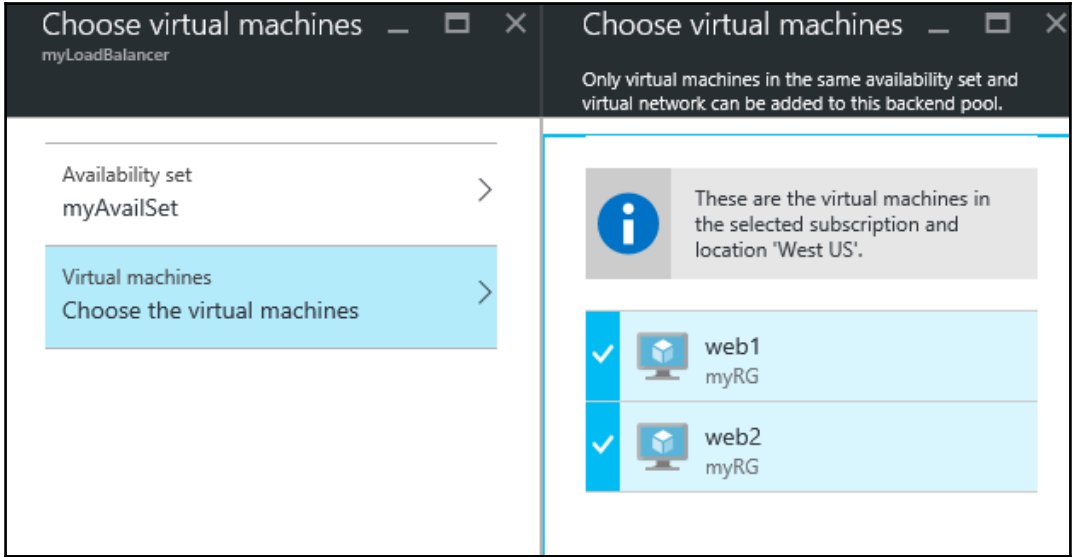 Choose virtual machines
myLoadBalancer
Availability set
myAvailSet
Virtual machines
Choose the virtual machines
Choose virtual machines
Only virtual machines in the same availability set and
virtual network can be added to this backend pool.
These are the virtual machines in
the selected subscription and
location 'West US'.
web1
myRG
web2
myRG